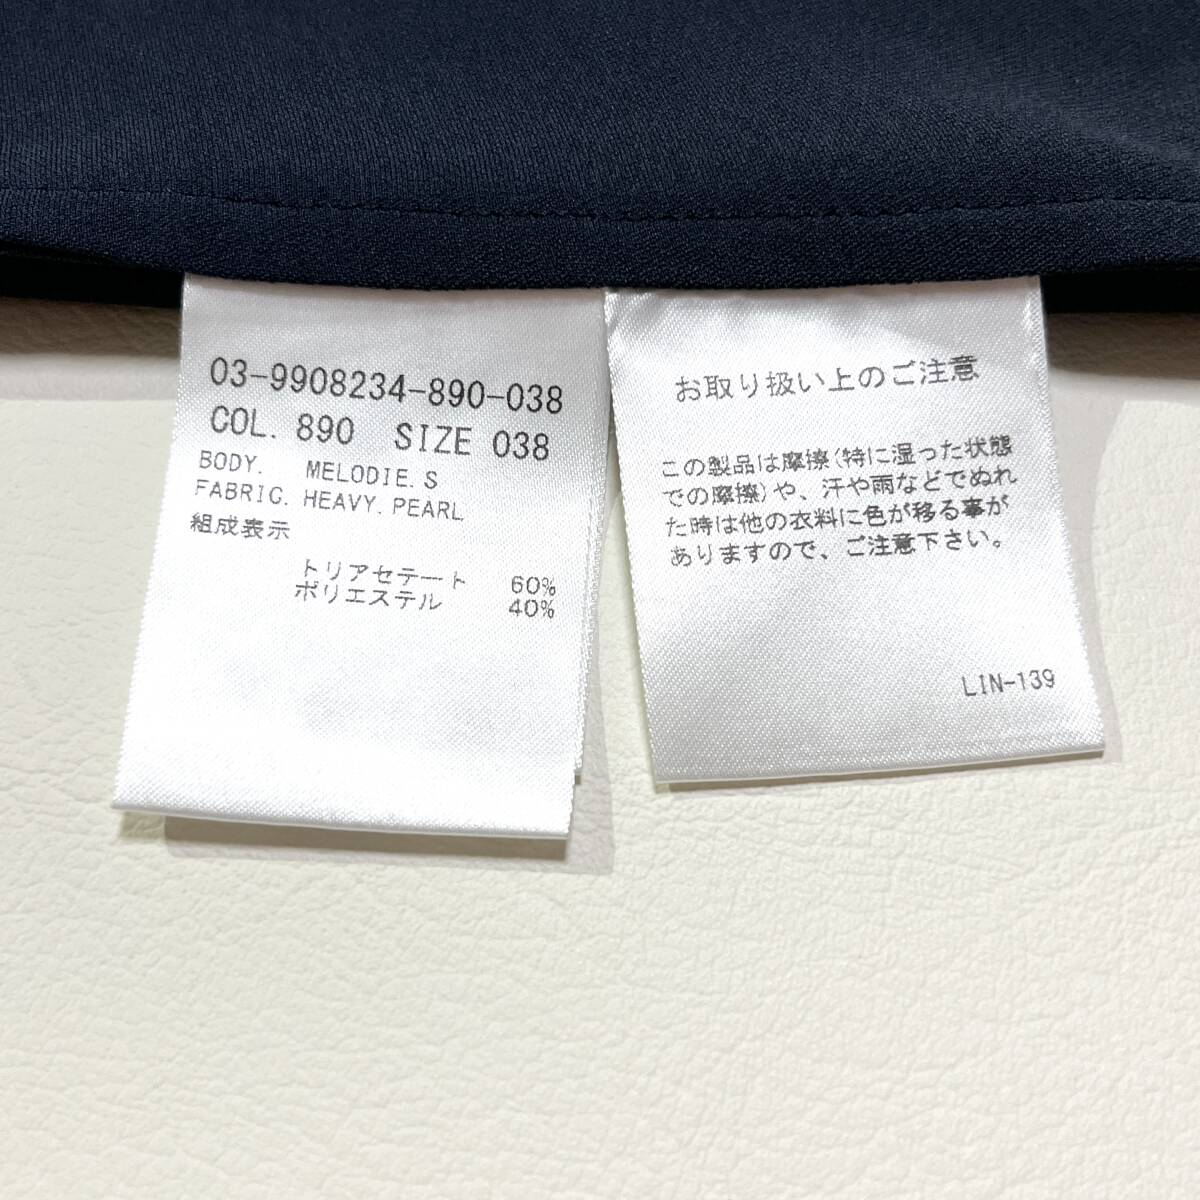 03-9908234-890-038
COL. 890 SIZE 038
BODY. MELODIE. S
FABRIC. HEAVY. PEARL
組成表示
トリアセテート 60%
ポリエステル 40%
お取り扱い上のご注意
この製品は摩擦(特に湿った状態
での摩擦)や、汗や雨などでぬれ
た時は他の衣料に色が移る事が
ありますので、ご注意下さい。
LIN-139